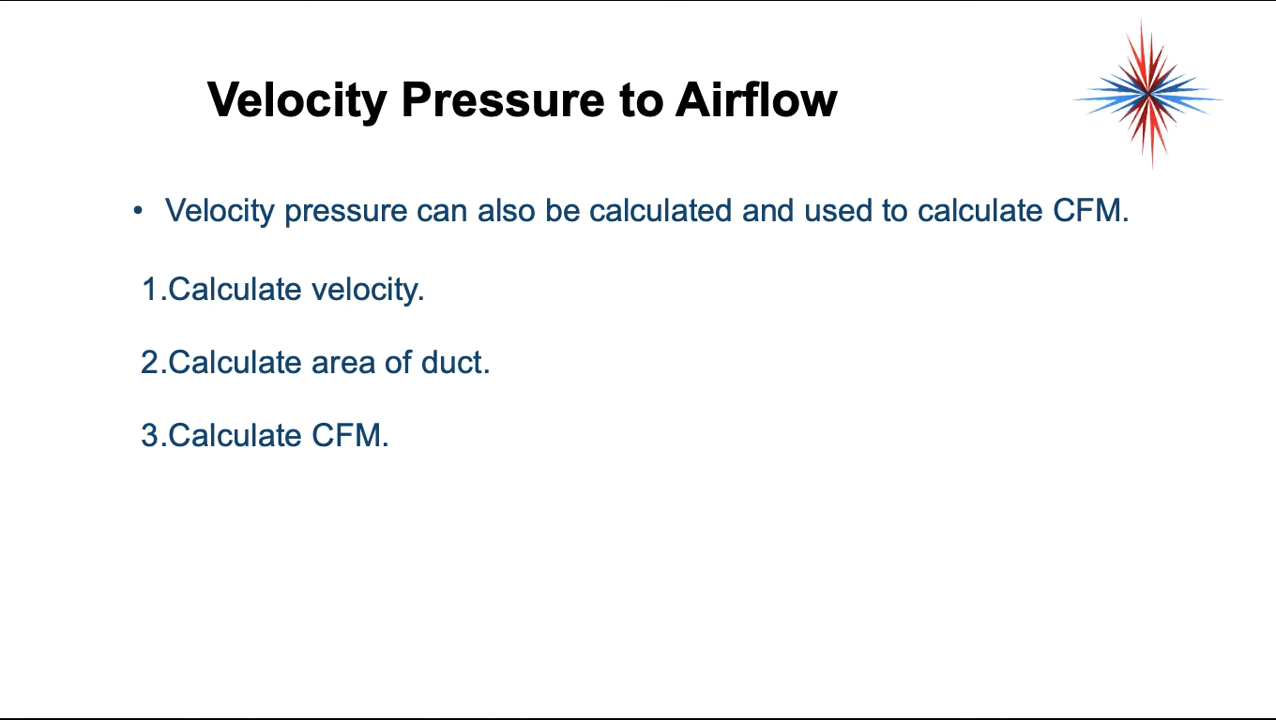 Velocity Pressure to Airflow
• Velocity pressure can also be calculated and used to calculate CFM.
1.Calculate velocity.
2.Calculate area of duct.
3.Calculate CFM.